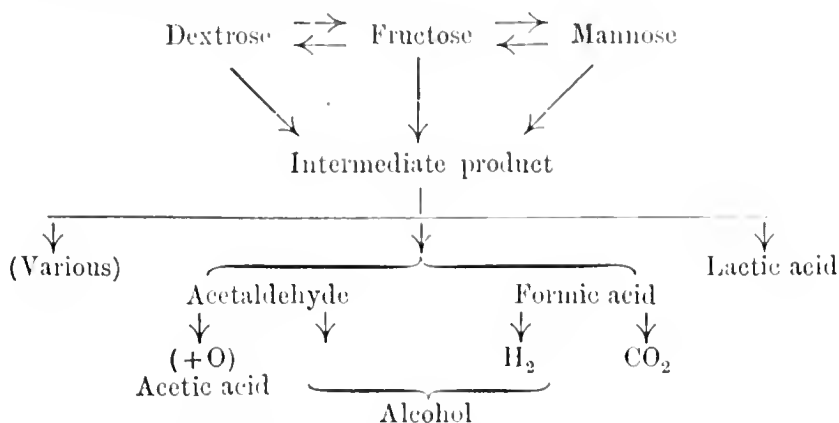 Dextrose Fructose Mannose
Intermediate product
(Various) Lactic acid
Acetaldehyde Formic acid
(+O) H₂ CO₂
Acetic acid
Alcohol